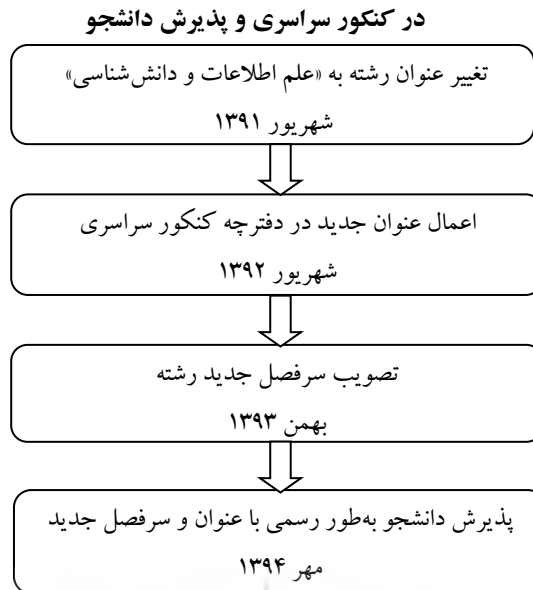 در کنکور سراسری و پذیرش دانشجو
تغییر عنوان رشته به «علم اطلاعات و دانش‌شناسی»
شهریور ۱۳۹۱
اعمال عنوان جدید در دفترچه کنکور سراسری
شهریور ۱۳۹۲
تصویب سرفصل جدید رشته
بهمن ۱۳۹۳
پذیرش دانشجو به‌طور رسمی با عنوان و سرفصل جدید
مهر ۱۳۹۴